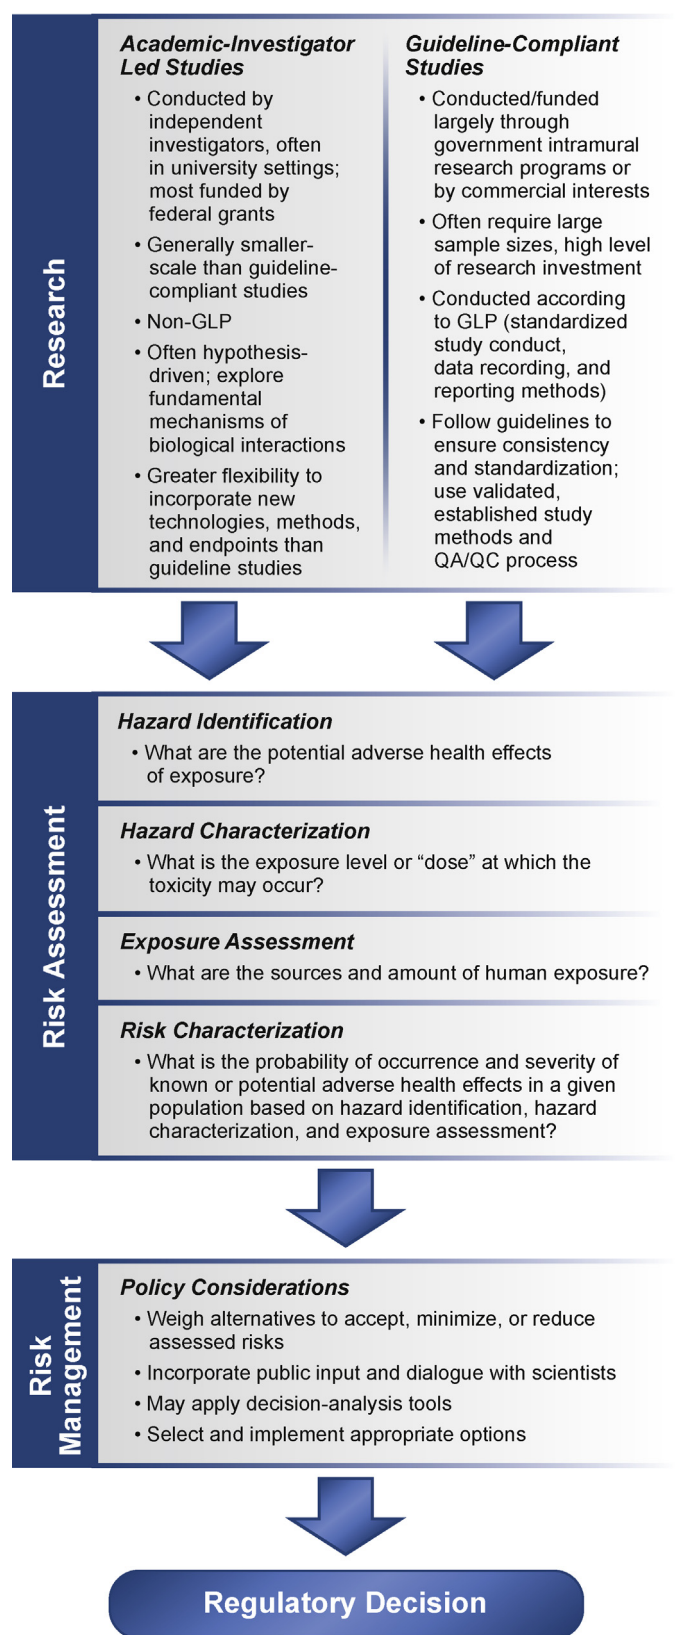 Research
Academic-Investigator
Led Studies
• Conducted by
independent
investigators, often
in university settings;
most funded by
federal grants
• Generally smaller-
scale than guideline-
compliant studies
• Non-GLP
• Often hypothesis-
driven; explore
fundamental
mechanisms of
biological interactions
• Greater flexibility to
incorporate new
technologies, methods,
and endpoints than
guideline studies
Guideline-Compliant
Studies
• Conducted/funded
largely through
government intramural
research programs or
by commercial interests
• Often require large
sample sizes, high level
of research investment
• Conducted according
to GLP (standardized
study conduct,
data recording, and
reporting methods)
• Follow guidelines to
ensure consistency
and standardization;
use validated,
established study
methods and
QA/QC process
Risk Assessment
Hazard Identification
• What are the potential adverse health effects
of exposure?
Hazard Characterization
• What is the exposure level or “dose” at which the
toxicity may occur?
Exposure Assessment
• What are the sources and amount of human exposure?
Risk Characterization
• What is the probability of occurrence and severity of
known or potential adverse health effects in a given
population based on hazard identification, hazard
characterization, and exposure assessment?
Risk
Management
Policy Considerations
• Weigh alternatives to accept, minimize, or reduce
assessed risks
• Incorporate public input and dialogue with scientists
• May apply decision-analysis tools
• Select and implement appropriate options
Regulatory Decision